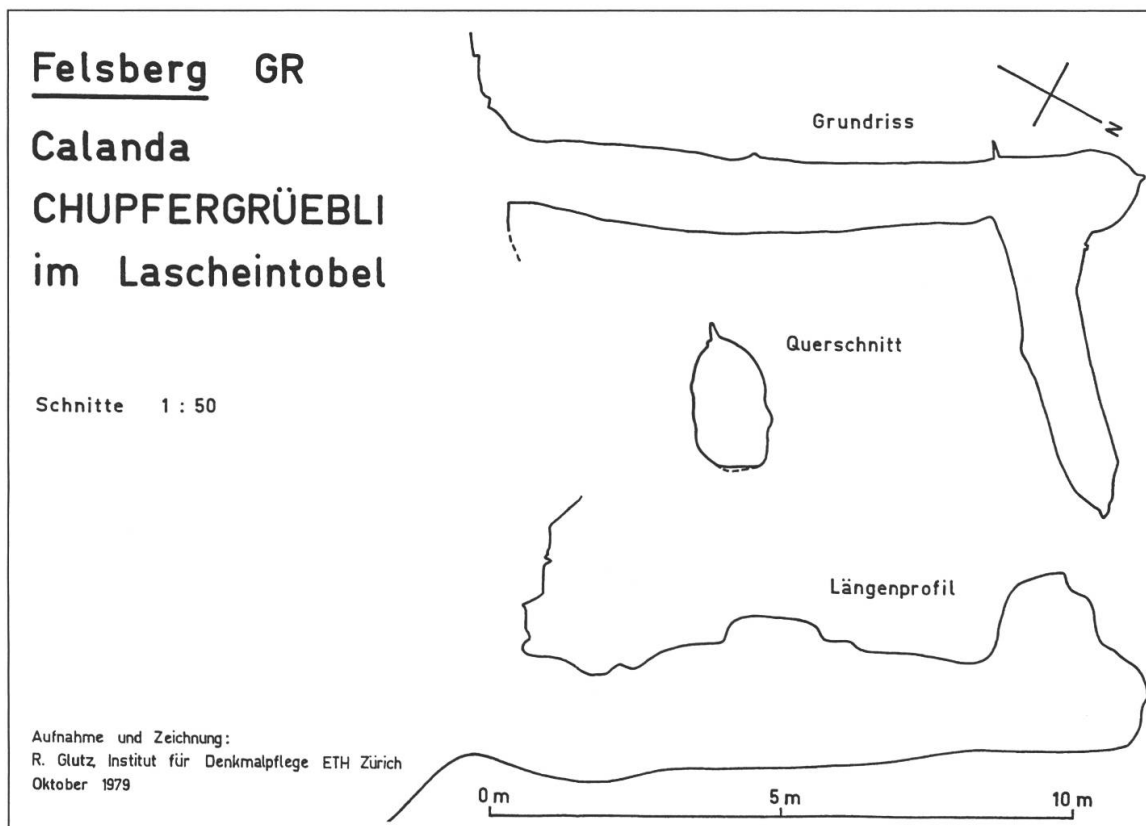 Felsberg GR
Calanda
CHUPFERGRÜEBLI
im Lascheintobel
Schnitte 1 : 50
Aufnahme und Zeichnung:
R. Glutz, Institut für Denkmalpflege ETH Zürich
Oktober 1979
Grundriss
N
Querschnitt
Längenprofil
0 m 5 m 10 m